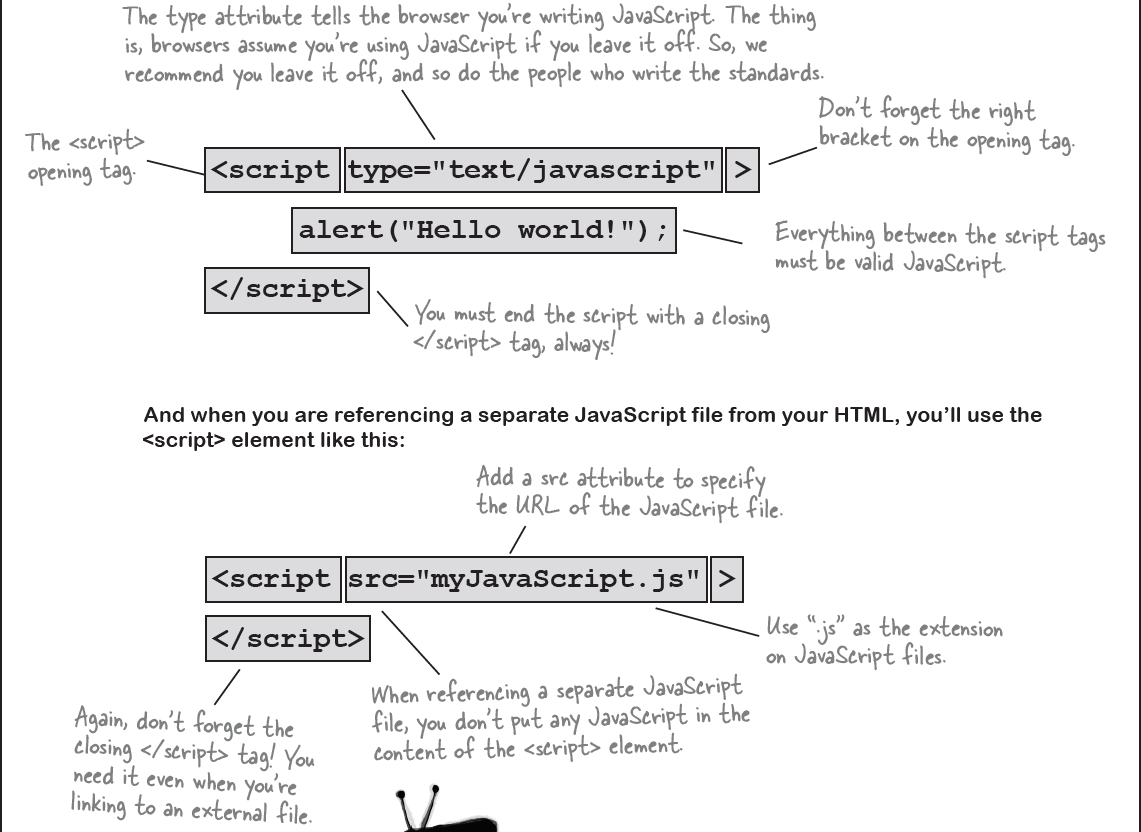 The type attribute tells the browser you're writing JavaScript. The thing
is, browsers assume you're using JavaScript if you leave it off. So, we
recommend you leave it off, and so do the people who write the standards.
Don't forget the right
bracket on the opening tag.
The <script>
opening tag.
<script type="text/javascript" >
alert("Hello world!");
Everything between the script tags
must be valid JavaScript.
</script>
You must end the script with a closing
</script> tag, always!
And when you are referencing a separate JavaScript file from your HTML, you'll use the
<script> element like this:
Add a src attribute to specify
the URL of the JavaScript file.
<script src="myJavaScript.js" >
</script>
Use ".js" as the extension
on JavaScript files.
When referencing a separate JavaScript
file, you don't put any JavaScript in the
content of the <script> element.
Again, don't forget the
closing </script> tag! You
need it even when you're
linking to an external file.